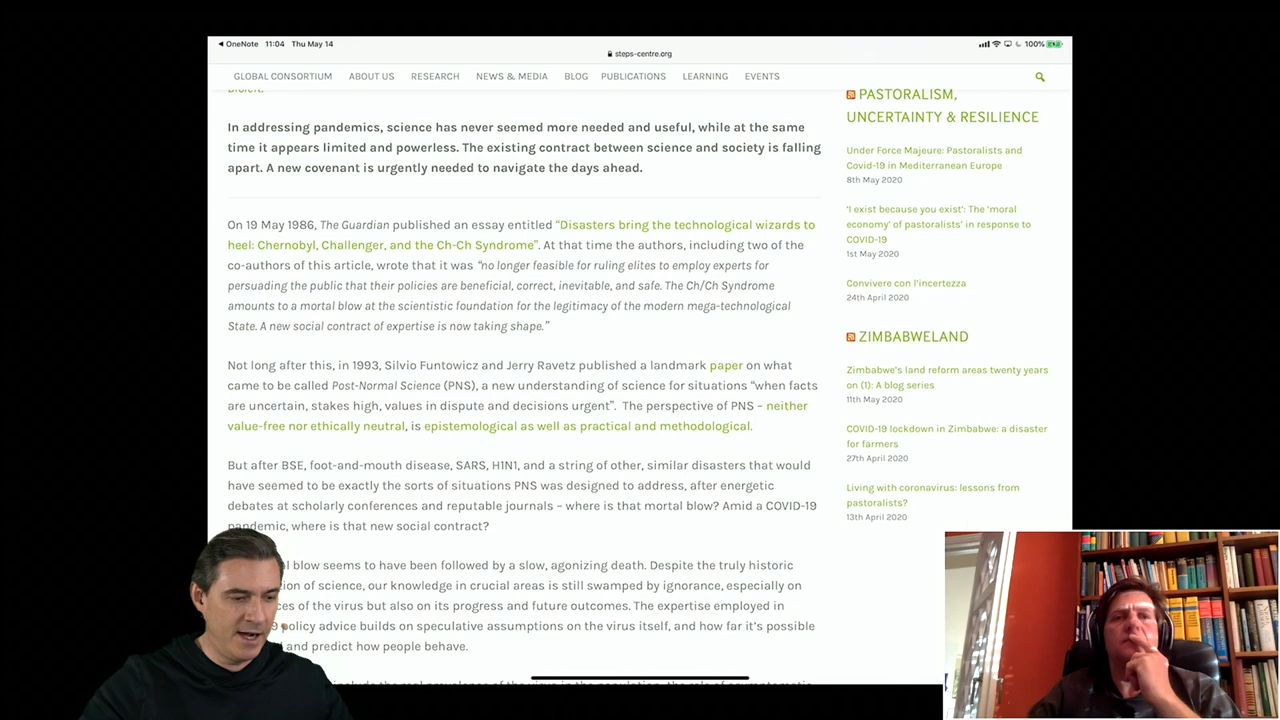 OneNote 11:04 Thu May 14
100%
steps-centre.org
GLOBAL CONSORTIUM ABOUT US RESEARCH NEWS & MEDIA BLOG PUBLICATIONS LEARNING EVENTS
In addressing pandemics, science has never seemed more needed and useful, while at the same
time it appears limited and powerless. The existing contract between science and society is falling
apart. A new covenant is urgently needed to navigate the days ahead.
On 19 May 1986, The Guardian published an essay entitled "Disasters bring the technological wizards to
heel: Chernobyl, Challenger, and the Ch-Ch Syndrome". At that time the authors, including two of the
co-authors of this article, wrote that it was "no longer feasible for ruling elites to employ experts for
persuading the public that their policies are beneficial, correct, inevitable, and safe. The Ch/Ch Syndrome
amounts to a mortal blow at the scientific foundation for the legitimacy of the modern mega-technological
State. A new social contract of expertise is now taking shape."
Not long after this, in 1993, Silvio Funtowicz and Jerry Ravetz published a landmark paper on what
came to be called Post-Normal Science (PNS), a new understanding of science for situations "when facts
are uncertain, stakes high, values in dispute and decisions urgent". The perspective of PNS – neither
value-free nor ethically neutral, is epistemological as well as practical and methodological.
But after BSE, foot-and-mouth disease, SARS, H1N1, and a string of other, similar disasters that would
have seemed to be exactly the sorts of situations PNS was designed to address, after energetic
debates at scholarly conferences and reputable journals – where is that mortal blow? Amid a COVID-19
pandemic, where is that new social contract?
blow seems to have been followed by a slow, agonizing death. Despite the truly historic
of science, our knowledge in crucial areas is still swamped by ignorance, especially on
of the virus but also on its progress and future outcomes. The expertise employed in
policy advice builds on speculative assumptions on the virus itself, and how far it's possible
and predict how people behave.
PASTORALISM,
UNCERTAINTY & RESILIENCE
Under Force Majeure: Pastoralists and
Covid-19 in Mediterranean Europe
8th May 2020
'I exist because you exist': The 'moral
economy' of pastoralists' in response to
COVID-19
1st May 2020
Convivere con l'incertezza
24th April 2020
ZIMBABWELAND
Zimbabwe's land reform areas twenty years
on (1): A blog series
11th May 2020
COVID-19 lockdown in Zimbabwe: a disaster
for farmers
27th April 2020
Living with coronavirus: lessons from
pastoralists?
13th April 2020